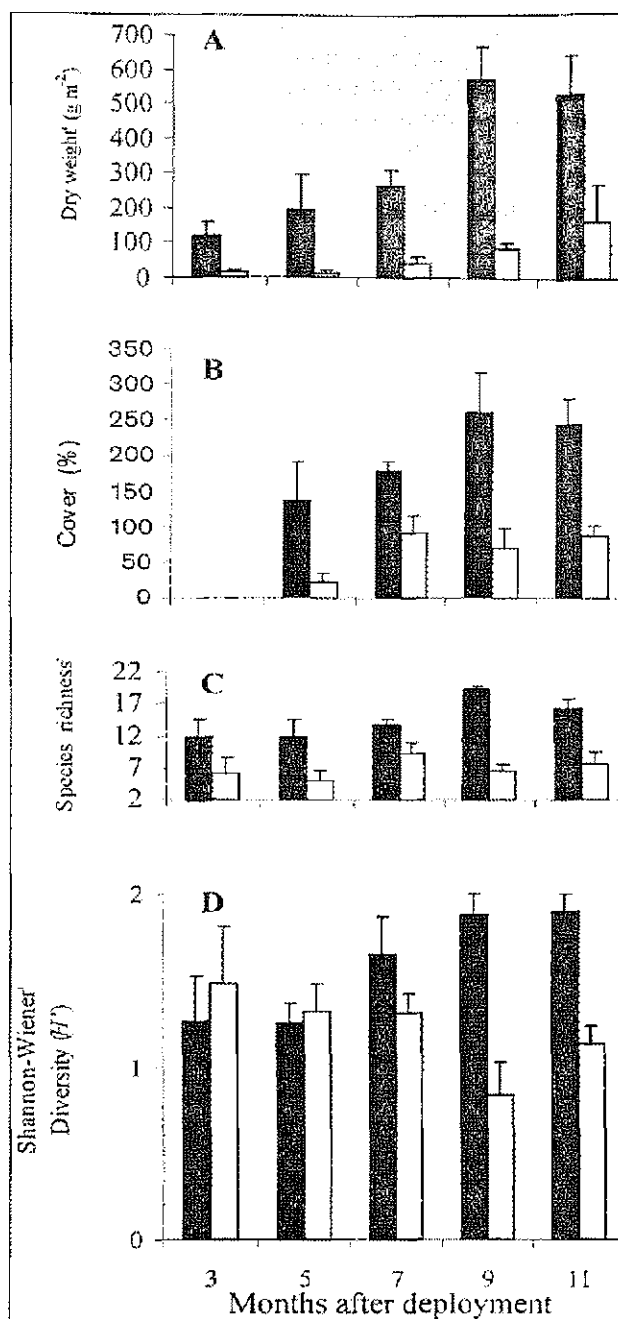 A
Dry weight (g m⁻²)
700
600
500
400
300
200
100
0
B
Cover (%)
350
300
250
200
150
100
50
0
C
Species richness
22
17
12
7
2
D
Shannon-Wiener
Diversity (H')
2
1
0
3 5 7 9 11
Months after deployment